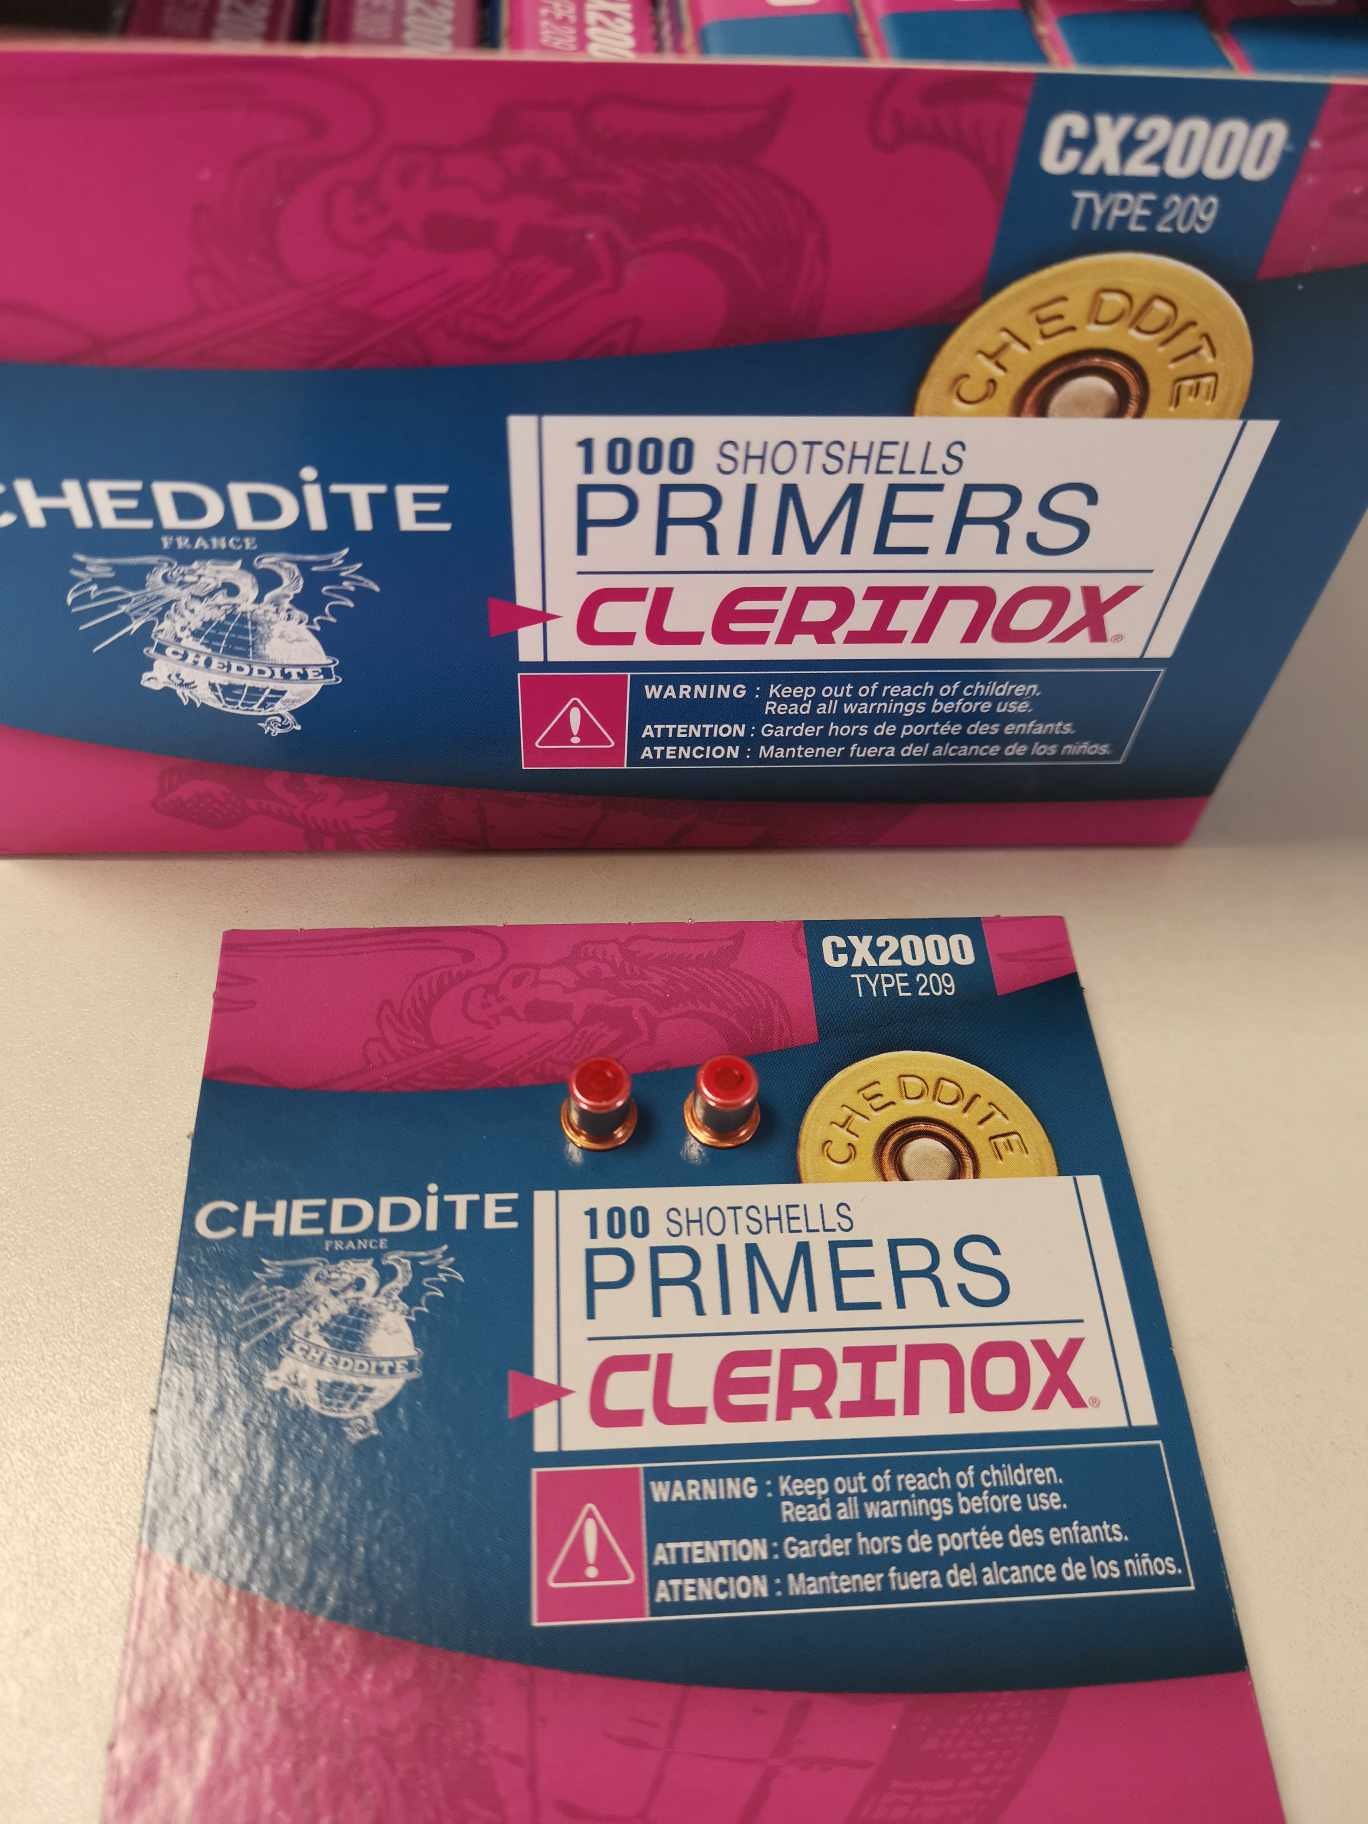 CX2000
TYPE 209
CHEDDITE
1000 SHOTSHELLS
PRIMERS
CLERINOX®
CHEDDiTE
FRANCE
CHEDDITE
WARNING : Keep out of reach of children.
Read all warnings before use.
ATTENTION : Garder hors de portée des enfants.
ATENCION : Mantener fuera del alcance de los niños.
CX2000
TYPE 209
CHEDDITE
CHEDDiTE
FRANCE
CHEDDITE
100 SHOTSHELLS
PRIMERS
CLERINOX®
WARNING : Keep out of reach of children.
Read all warnings before use.
ATTENTION : Garder hors de portée des enfants.
ATENCION : Mantener fuera del alcance de los niños.